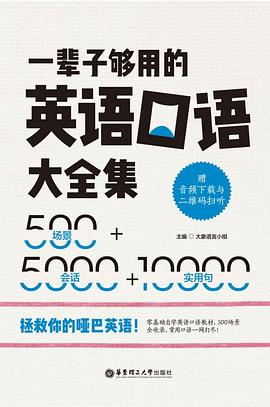 一辈子够用的
英语口语
大全集
赠
音频下载与
二维码扫听
500 +
场景
主编 大象语言小组
5000 + 10000
会话 实用句
拯救你的哑巴英语！
零基础自学英语口语教材，500场景
全收录，常用口语一网打尽！
华东理工大学出版社